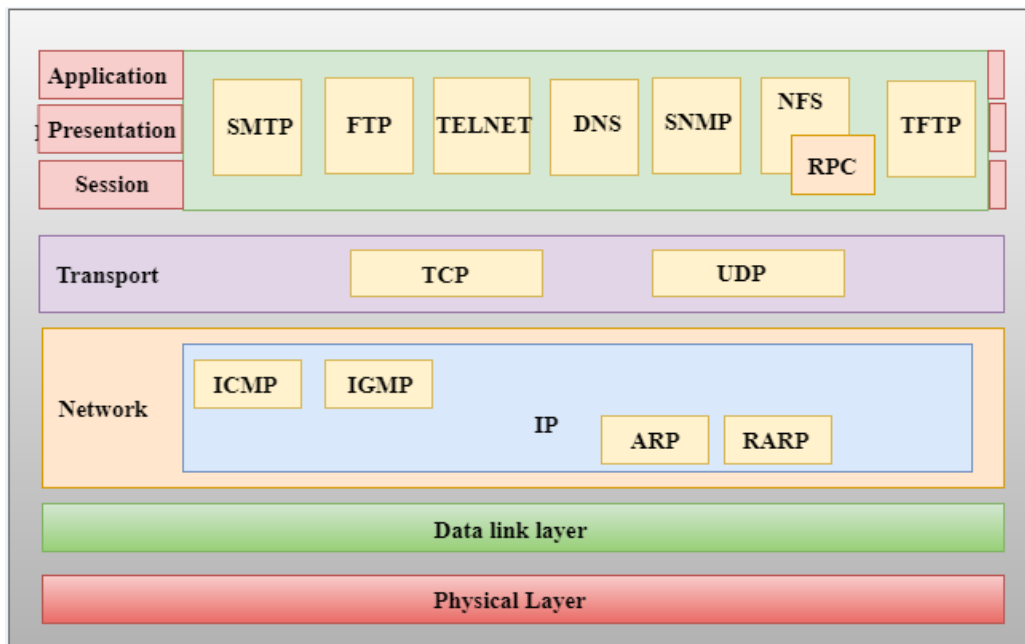 Application
Presentation
Session
SMTP
FTP
TELNET
DNS
SNMP
NFS
RPC
TFTP
Transport
TCP
UDP
Network
ICMP
IGMP
IP
ARP
RARP
Data link layer
Physical Layer